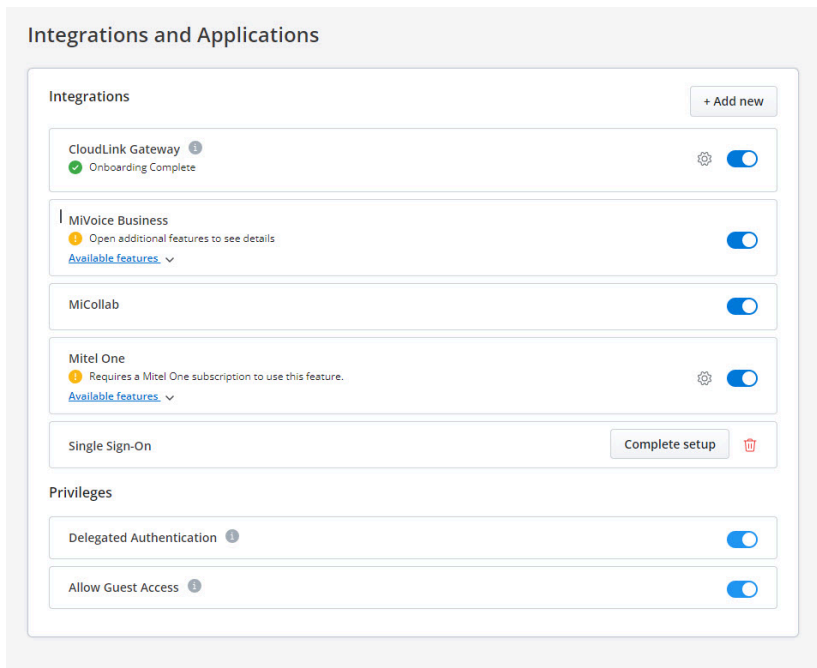 Integrations and Applications
Integrations
+ Add new
CloudLink Gateway
Onboarding Complete
MiVoice Business
Open additional features to see details
Available features
MiCollab
Mitel One
Requires a Mitel One subscription to use this feature.
Available features
Single Sign-On
Complete setup
Privileges
Delegated Authentication
Allow Guest Access